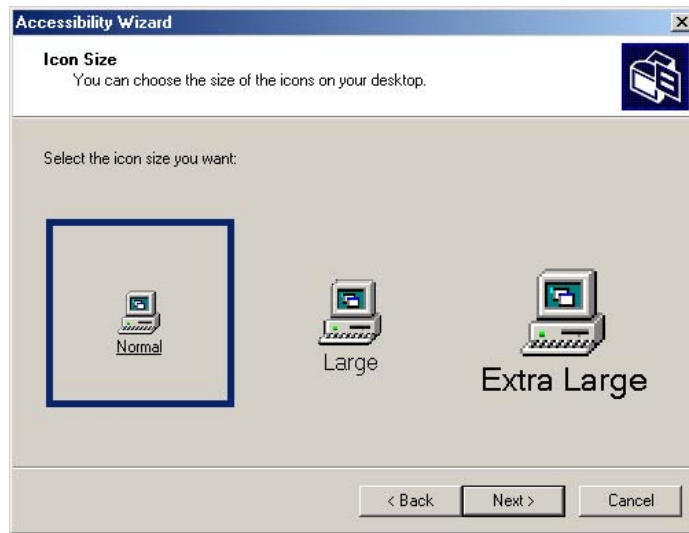 Accessibility Wizard
Icon Size
You can choose the size of the icons on your desktop.
Select the icon size you want:
Normal
Large
Extra Large
< Back
Next >
Cancel